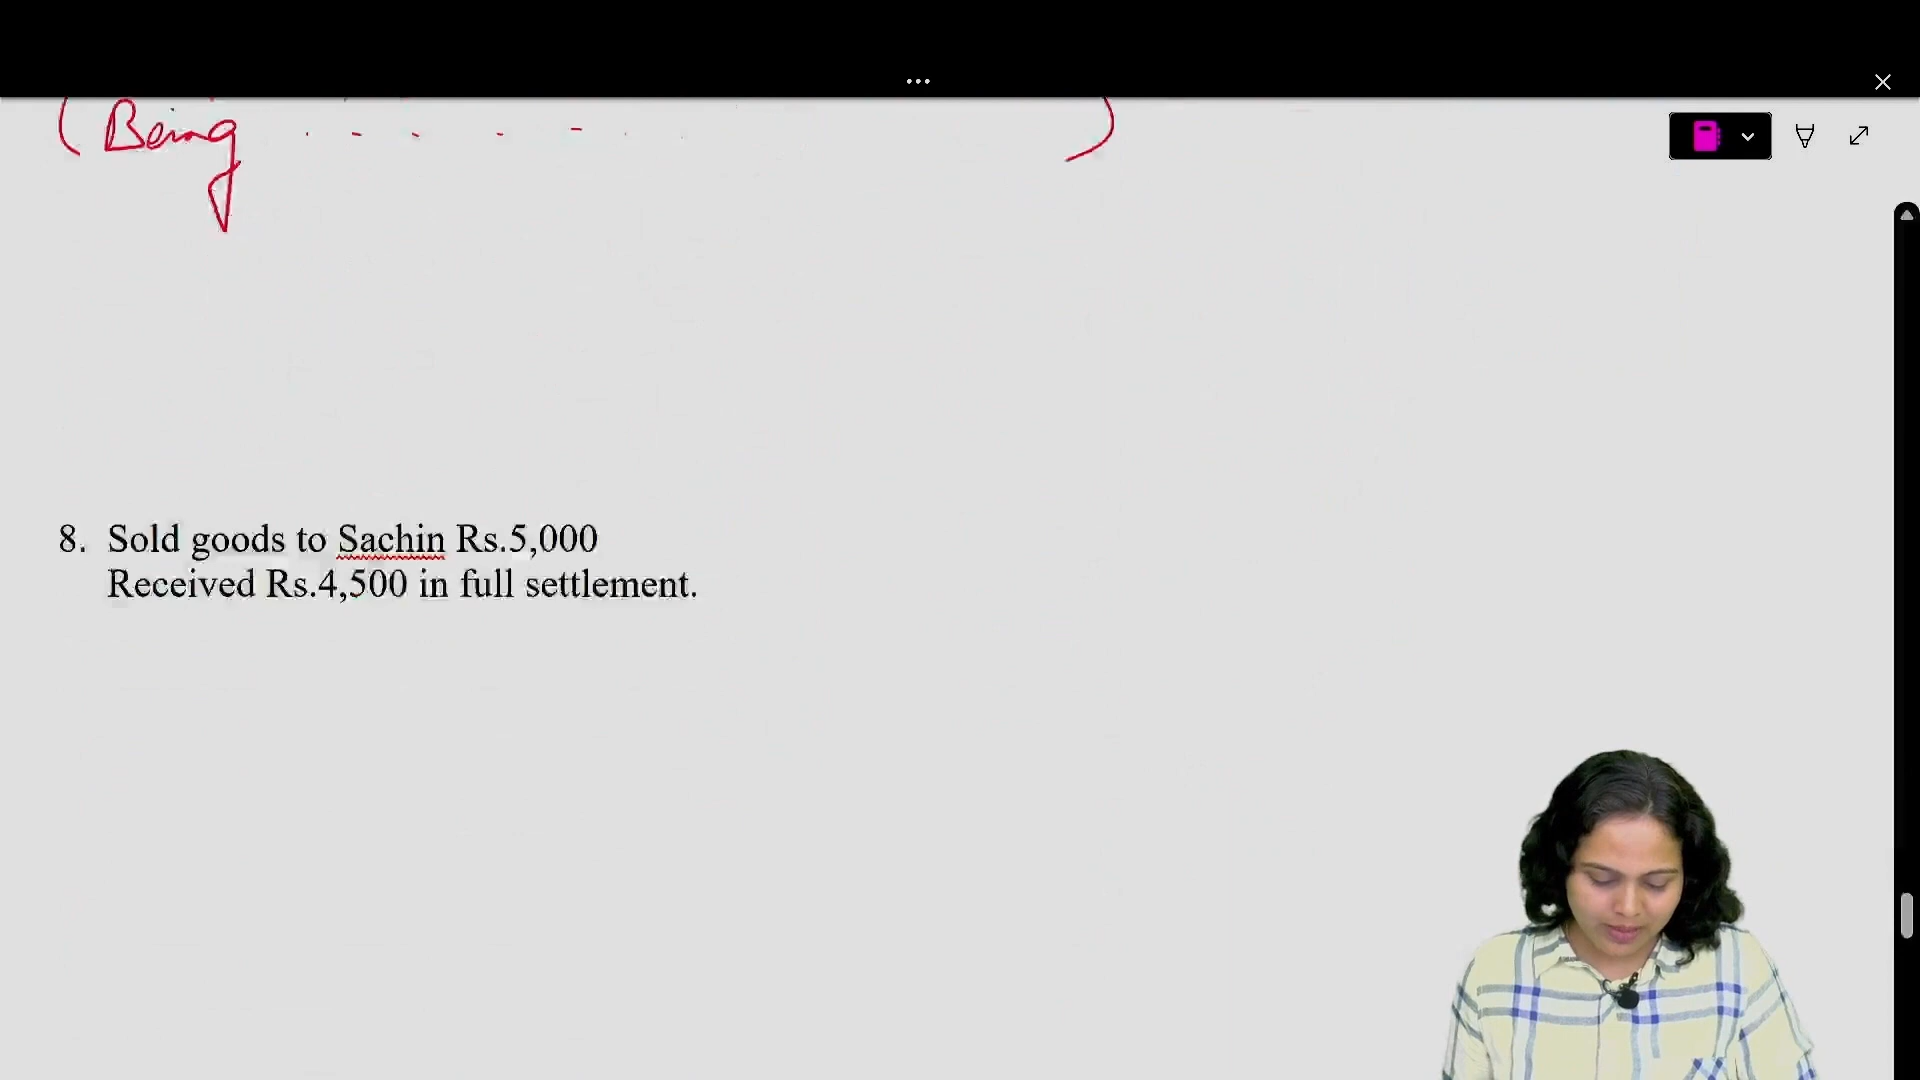 (Being . - - - - . )
8. Sold goods to Sachin Rs.5,000
Received Rs.4,500 in full settlement.